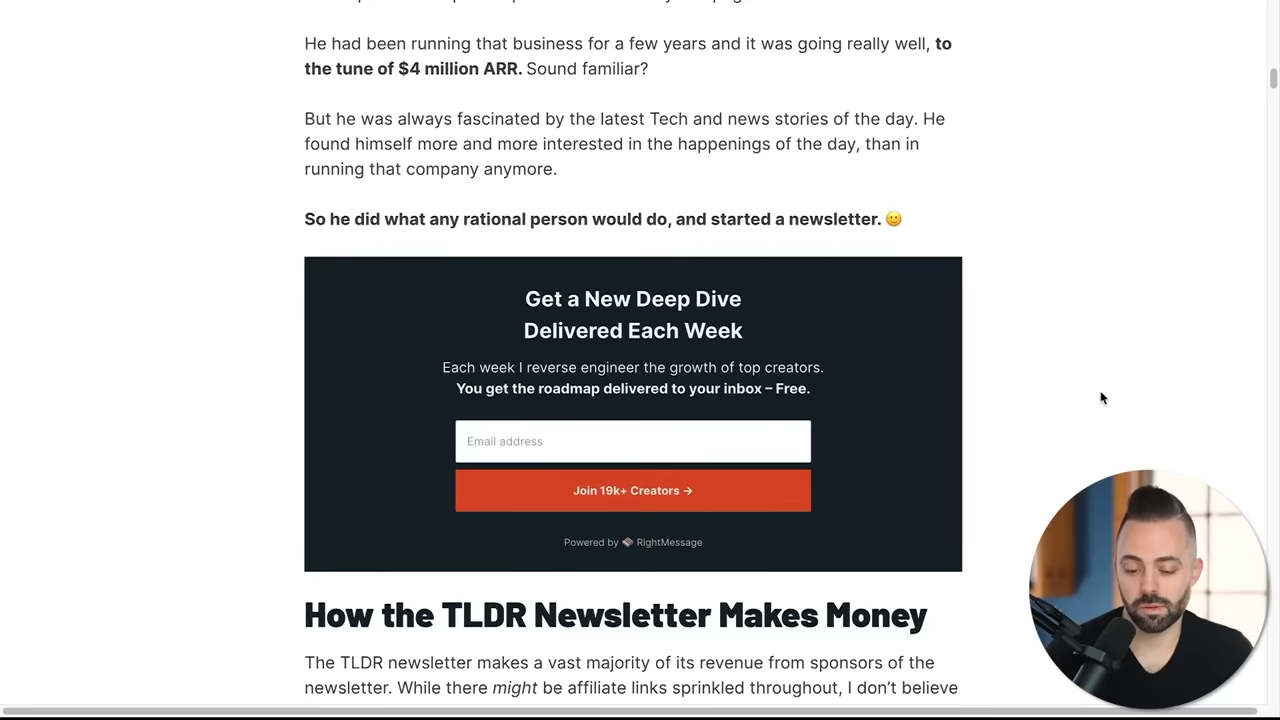 He had been running that business for a few years and it was going really well, to
the tune of $4 million ARR. Sound familiar?
But he was always fascinated by the latest Tech and news stories of the day. He
found himself more and more interested in the happenings of the day, than in
running that company anymore.
So he did what any rational person would do, and started a newsletter. 🙂
Get a New Deep Dive
Delivered Each Week
Each week I reverse engineer the growth of top creators.
You get the roadmap delivered to your inbox – Free.
Email address
Join 19k+ Creators →
Powered by RightMessage
How the TLDR Newsletter Makes Money
The TLDR newsletter makes a vast majority of its revenue from sponsors of the
newsletter. While there might be affiliate links sprinkled throughout, I don’t believe